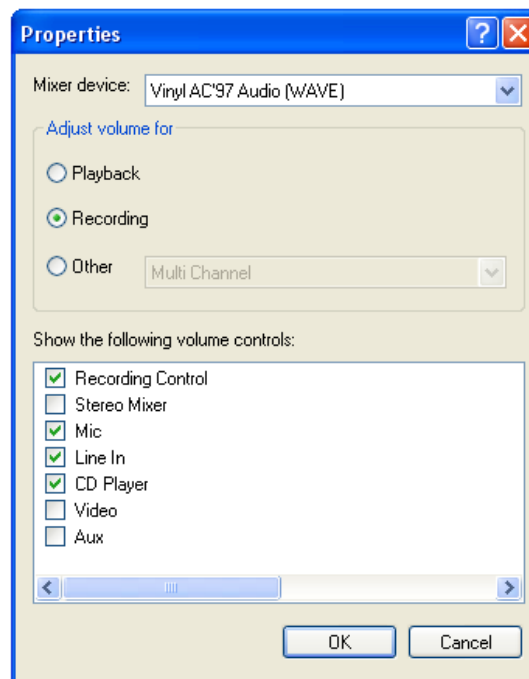 Properties
Mixer device: Vinyl AC'97 Audio (WAVE)
Adjust volume for
Playback
Recording
Other Multi Channel
Show the following volume controls:
Recording Control
Stereo Mixer
Mic
Line In
CD Player
Video
Aux
OK Cancel